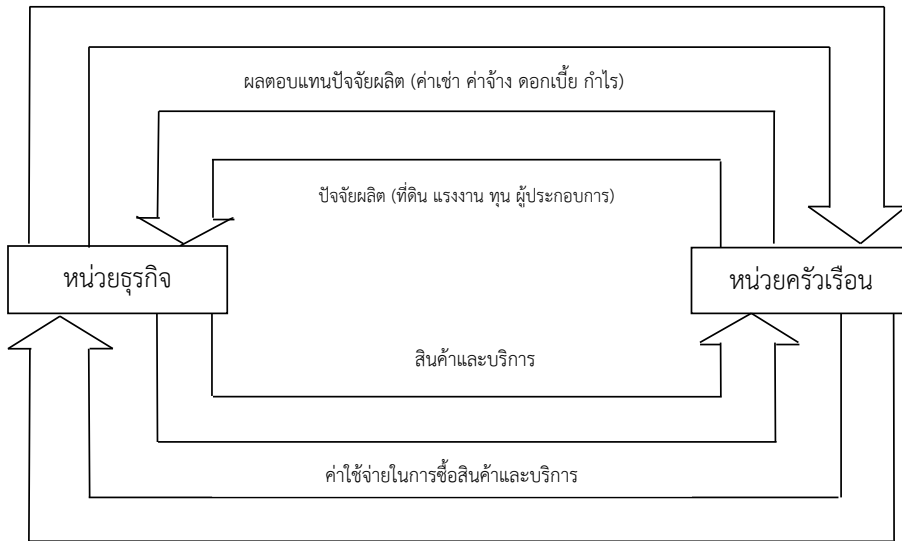 ผลตอบแทนปัจจัยผลิต (ค่าเช่า ค่าจ้าง ดอกเบี้ย กำไร)
ปัจจัยผลิต (ที่ดิน แรงงาน ทุน ผู้ประกอบการ)
หน่วยธุรกิจ
หน่วยครัวเรือน
สินค้าและบริการ
ค่าใช้จ่ายในการซื้อสินค้าและบริการ